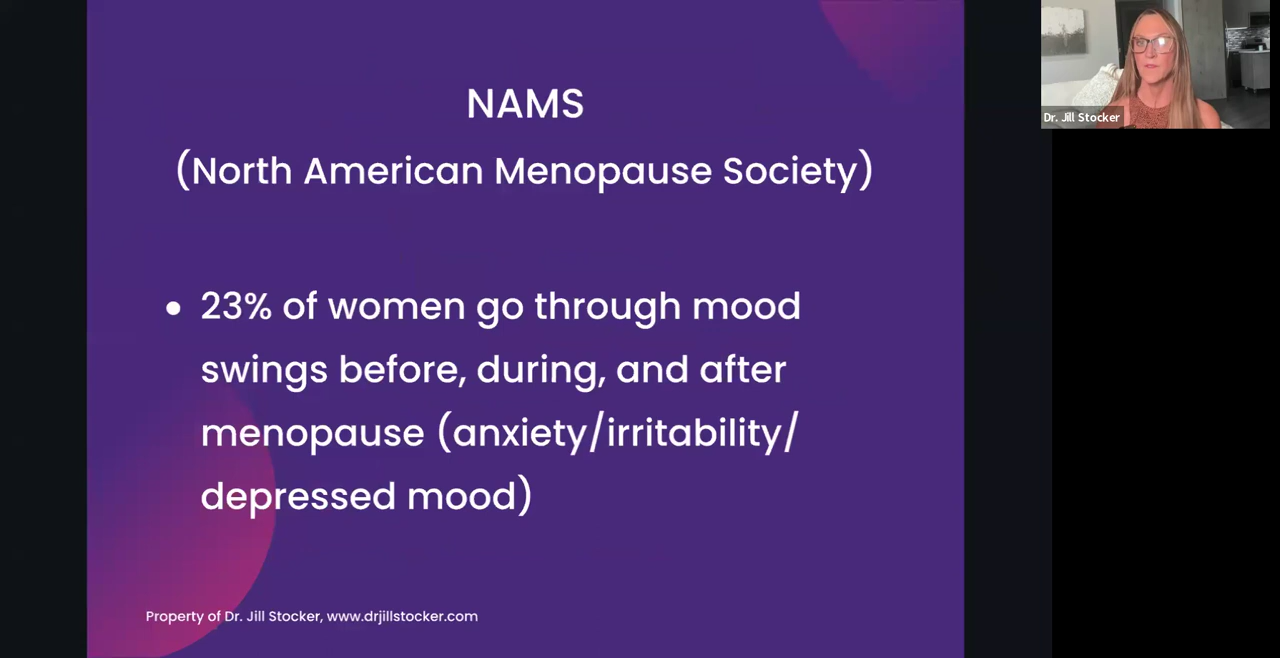 NAMS
(North American Menopause Society)
• 23% of women go through mood
swings before, during, and after
menopause (anxiety/irritability/
depressed mood)
Property of Dr. Jill Stocker, www.drjillstocker.com
Dr. Jill Stocker